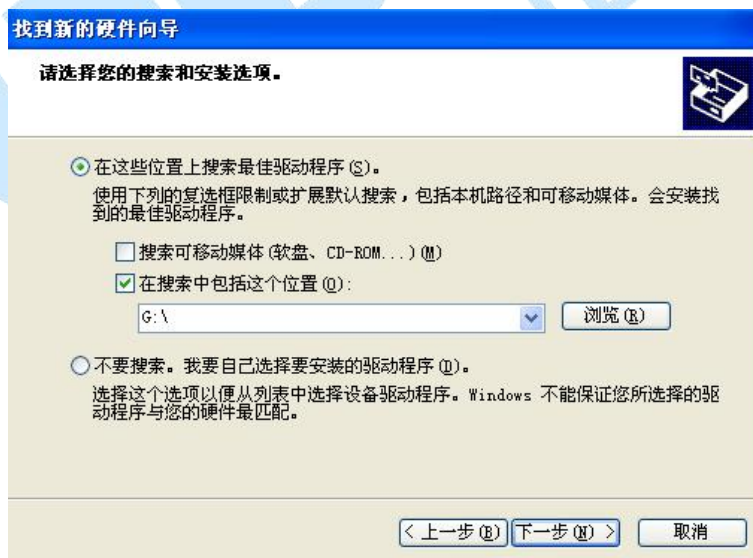 找到新的硬件向导
请选择您的搜索和安装选项。
在这些位置上搜索最佳驱动程序(S)。
使用下列的复选框限制或扩展默认搜索，包括本机路径和可移动媒体。会安装找
到的最佳驱动程序。
搜索可移动媒体(软盘、CD-ROM...)(M)
在搜索中包括这个位置(O):
G:\
浏览(R)
不要搜索。我要自己选择要安装的驱动程序(D)。
选择这个选项以便从列表中选择设备驱动程序。Windows 不能保证您所选择的驱
动程序与您的硬件最匹配。
< 上一步(B) 下一步(N) > 取消